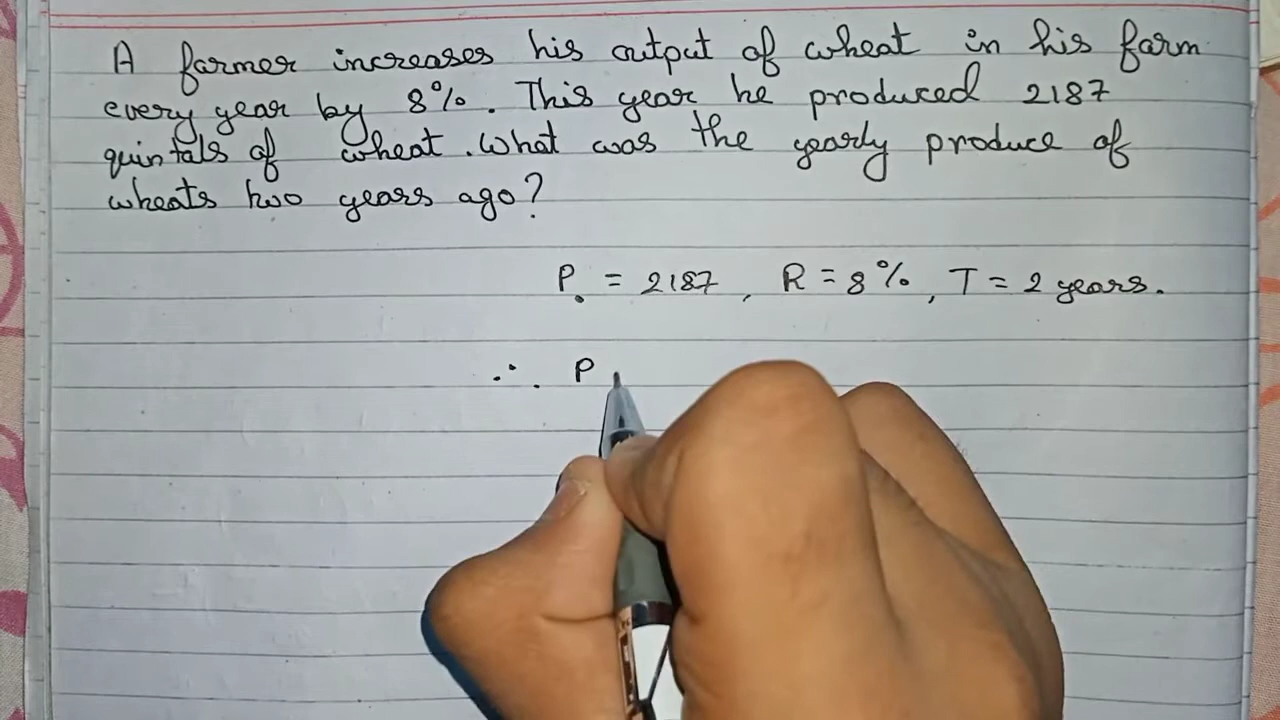 A farmer increases his output of wheat in his farm
every year by 8%. This year he produced 2187
quintals of wheat. What was the yearly produce of
wheats two years ago?
P. = 2187, R = 8%, T = 2 years.
∴ P